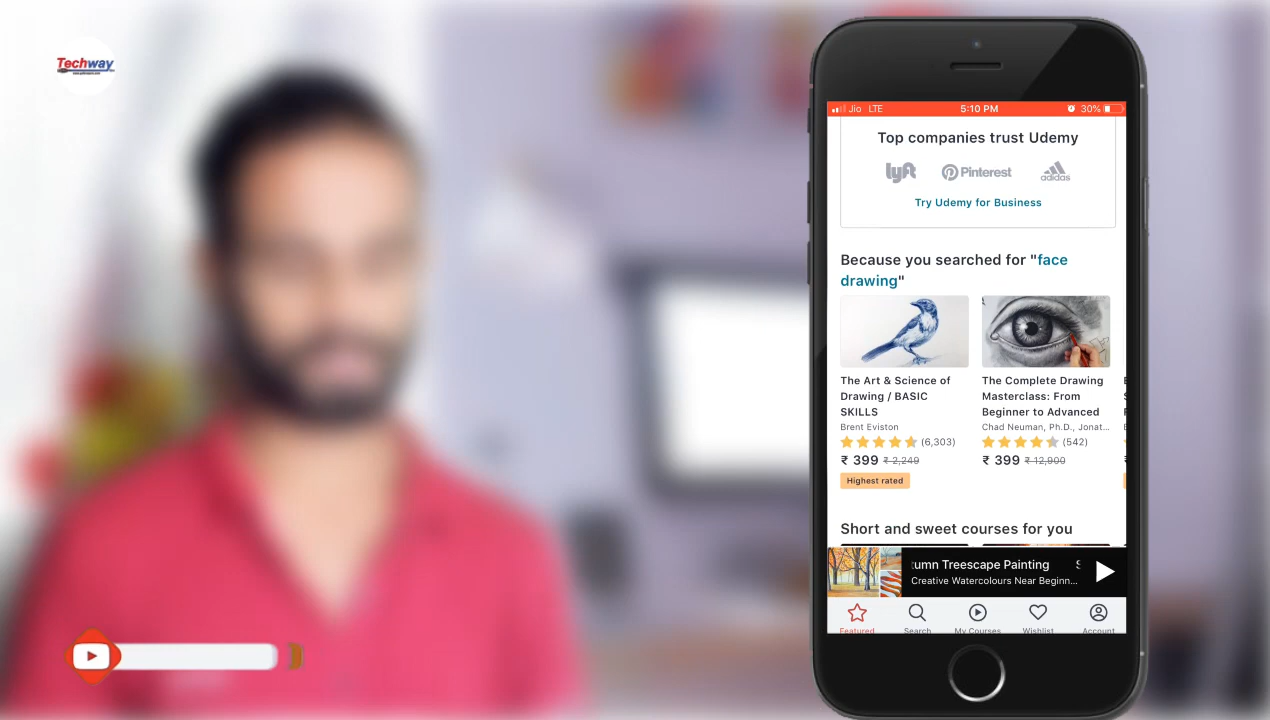 Techway
Jio LTE
5:10 PM
30%
Top companies trust Udemy
lyft
Pinterest
adidas
Try Udemy for Business
Because you searched for "face
drawing"
The Art & Science of
Drawing / BASIC
SKILLS
Brent Eviston
(6,303)
₹ 399 ₹ 2,249
Highest rated
The Complete Drawing
Masterclass: From
Beginner to Advanced
Chad Neuman, Ph.D., Jonat...
(542)
₹ 399 ₹ 12,900
Short and sweet courses for you
tumn Treescape Painting S
Creative Watercolours Near Beginn...
Featured
Search
My Courses
Wishlist
Account